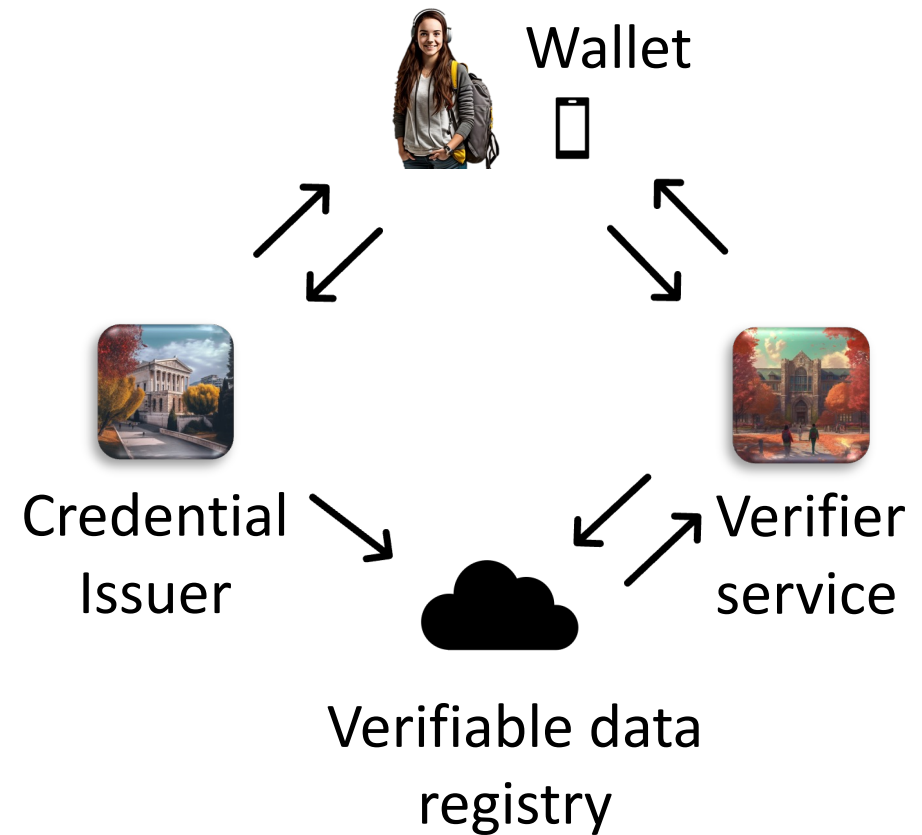 Wallet
Credential
Issuer
Verifier
service
Verifiable data
registry